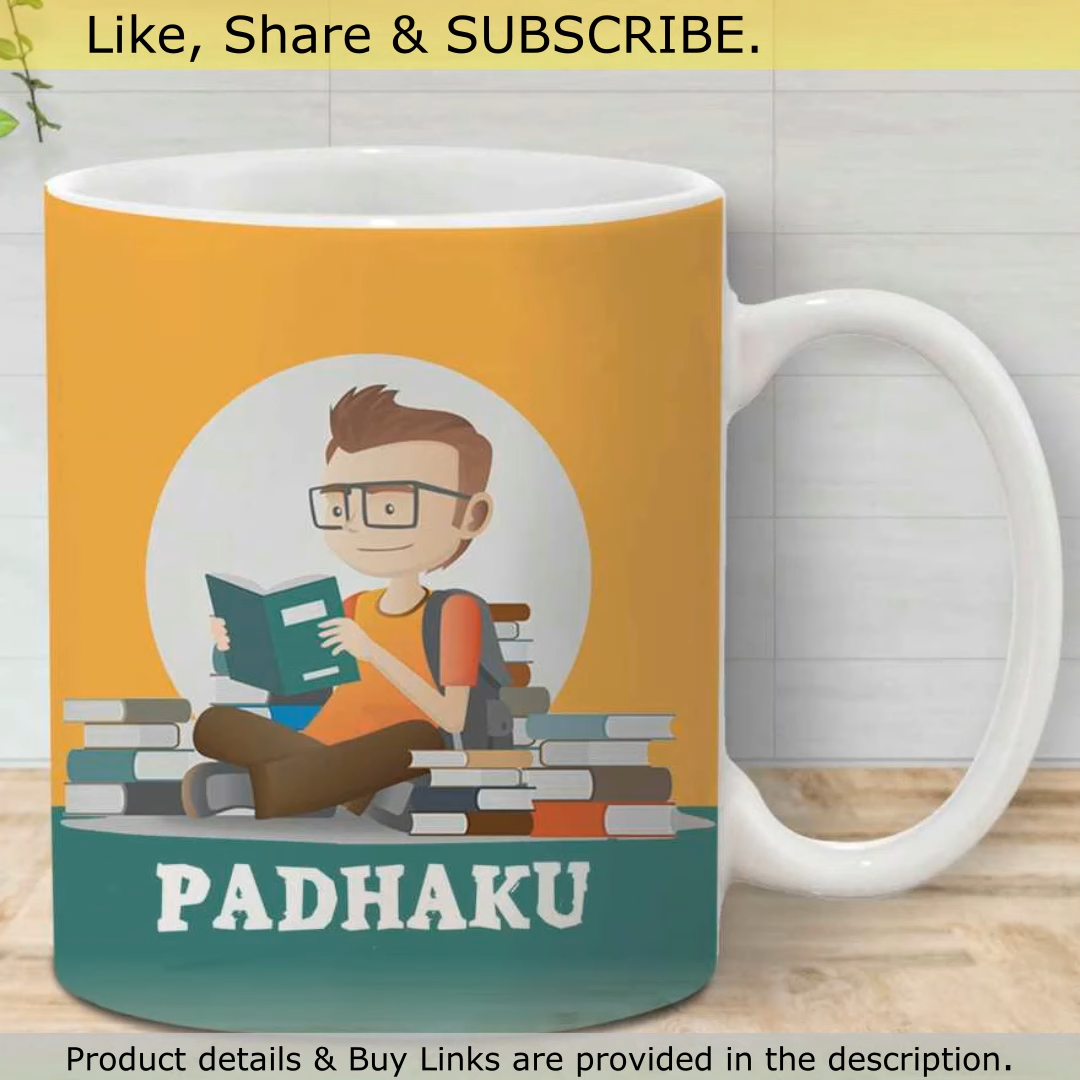 Like, Share & SUBSCRIBE.
PADHAKU
Product details & Buy Links are provided in the description.